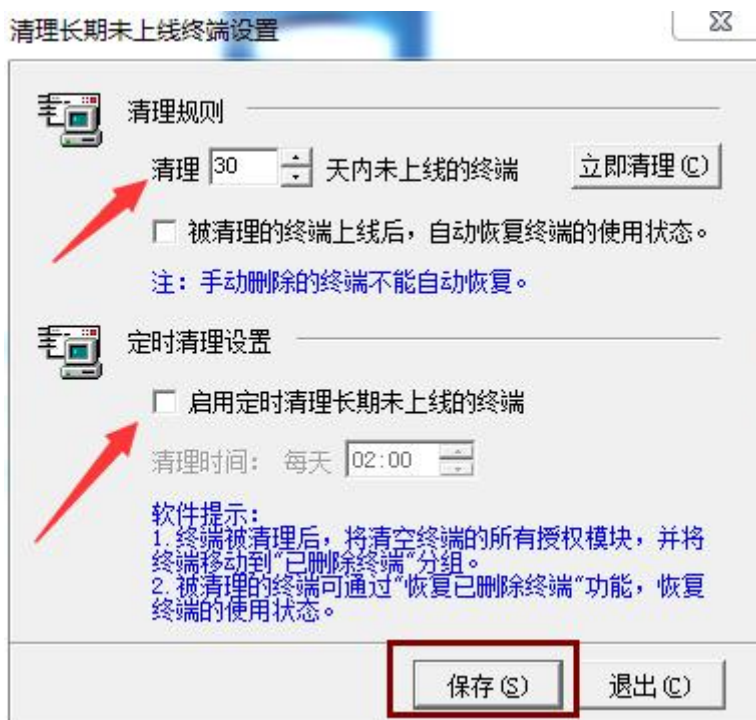 清理长期未上线终端设置
清理规则
清理 30 天内未上线的终端 立即清理(C)
被清理的终端上线后，自动恢复终端的使用状态。
注：手动删除的终端不能自动恢复。
定时清理设置
启用定时清理长期未上线的终端
清理时间： 每天 02:00
软件提示：
1.终端被清理后，将清空终端的所有授权模块，并将
终端移动到“已删除终端”分组。
2.被清理的终端可通过“恢复已删除终端”功能，恢复
终端的使用状态。
保存(S) 退出(E)